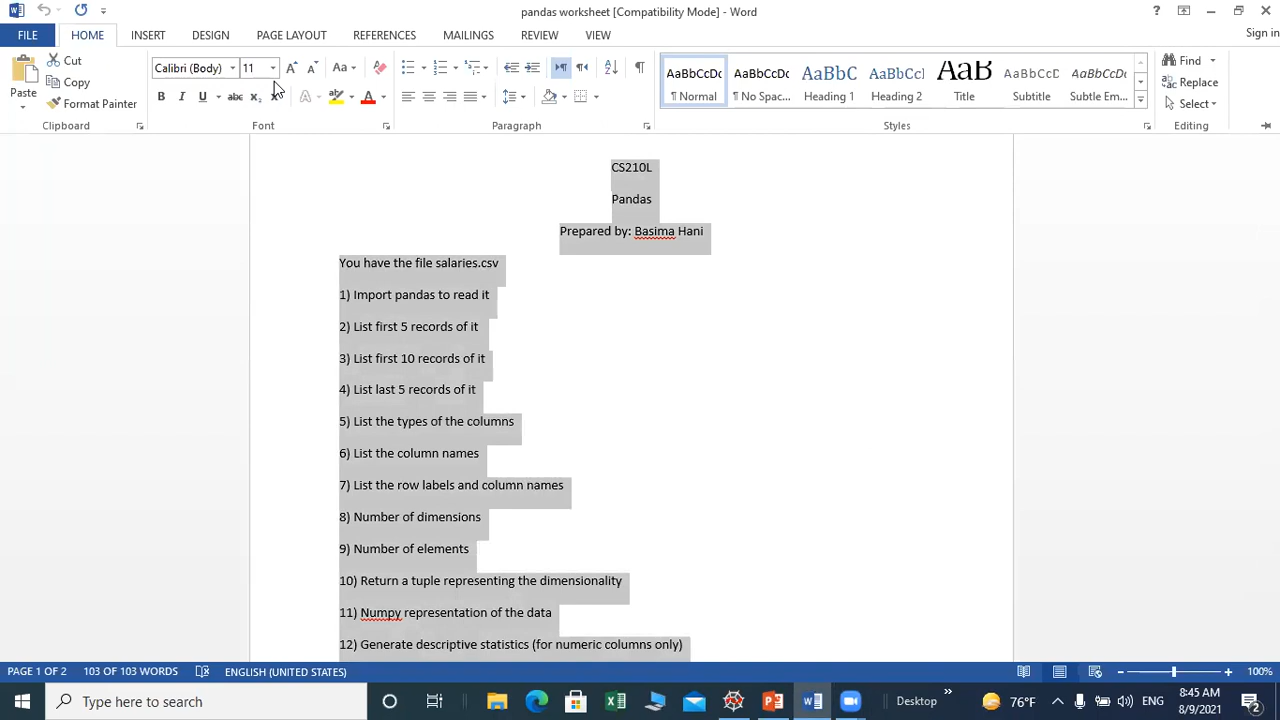 pandas worksheet [Compatibility Mode] - Word
FILE HOME INSERT DESIGN PAGE LAYOUT REFERENCES MAILINGS REVIEW VIEW Sign in
Paste Cut Copy Format Painter Clipboard
Calibri (Body) 11 Aa Font
Paragraph
AaBbCcDc AaBbCcDc AaBbC AaBbCcl AaB AaBbCcD AaBbCcDc
¶ Normal ¶ No Spac... Heading 1 Heading 2 Title Subtitle Subtle Em...
Styles
Find Replace Select Editing
CS210L
Pandas
Prepared by: Basima Hani
You have the file salaries.csv
1) Import pandas to read it
2) List first 5 records of it
3) List first 10 records of it
4) List last 5 records of it
5) List the types of the columns
6) List the column names
7) List the row labels and column names
8) Number of dimensions
9) Number of elements
10) Return a tuple representing the dimensionality
11) Numpy representation of the data
12) Generate descriptive statistics (for numeric columns only)
PAGE 1 OF 2 103 OF 103 WORDS ENGLISH (UNITED STATES) 100%
Type here to search Desktop 76°F ENG 8:45 AM
8/9/2021